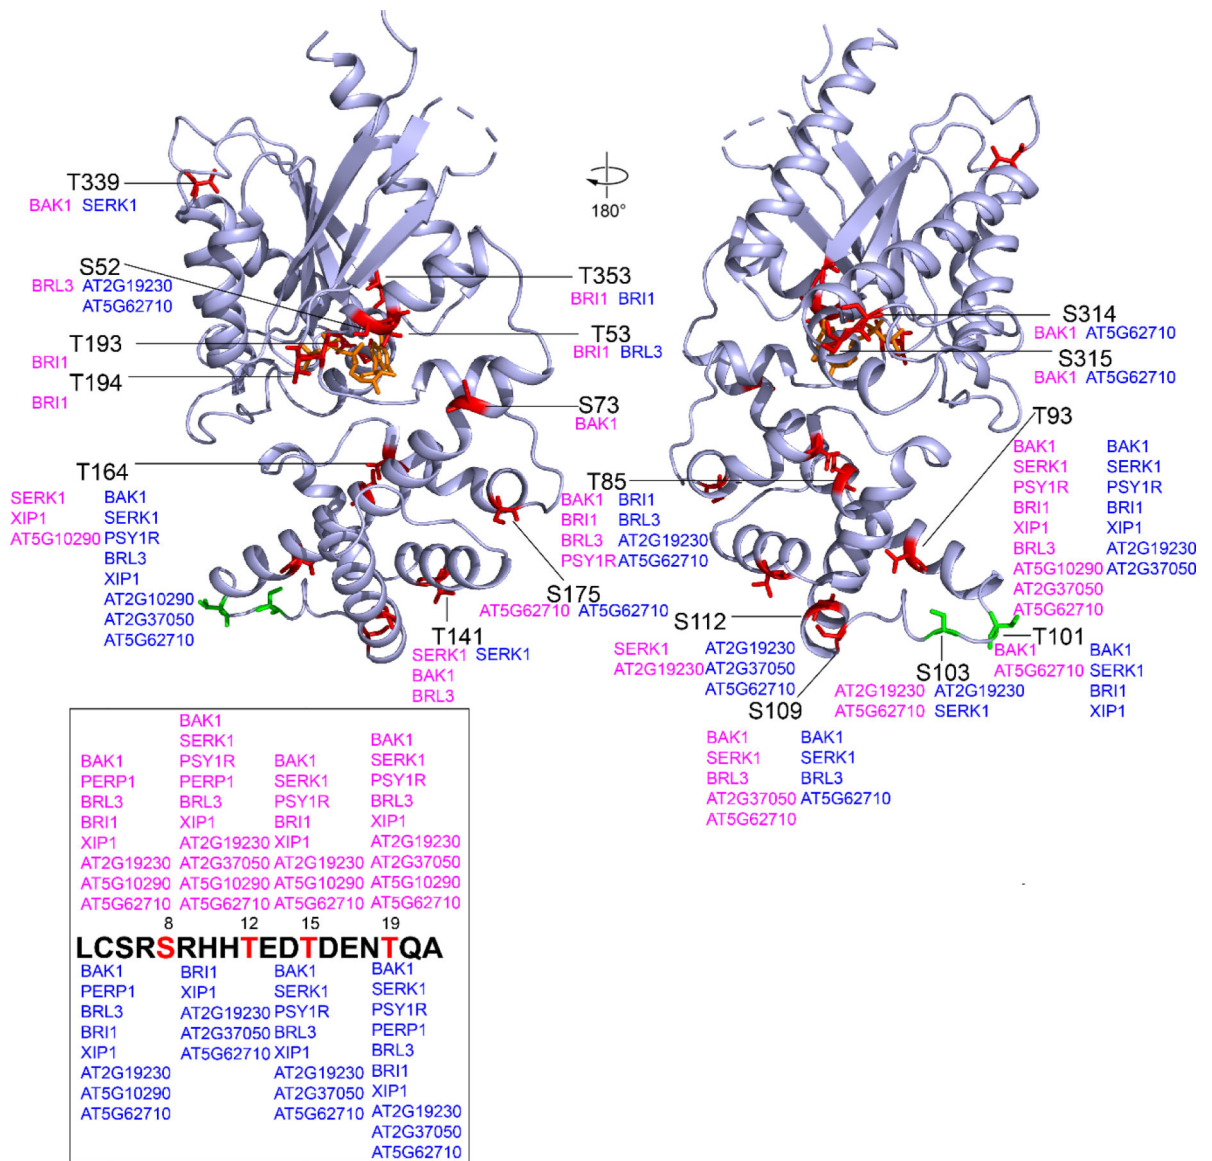 T339
BAK1 SERK1
S52
BRL3 AT2G19230
AT5G62710
T193
BRI1
T194
BRI1
T164
SERK1 BAK1
XIP1 SERK1
AT5G10290 PSY1R
BRL3
XIP1
AT2G10290
AT2G37050
AT5G62710
T353
BRI1 BRI1
T53
BRI1 BRL3
S73
BAK1
S175
AT5G62710 AT5G62710
T141
SERK1 SERK1
BAK1
BRL3
180°
S314
BAK1 AT5G62710
S315
BAK1 AT5G62710
T93
BAK1 BAK1
SERK1 SERK1
PSY1R PSY1R
BRI1 BRI1
XIP1 XIP1
BRL3 AT2G19230
AT5G10290 AT2G37050
AT2G37050
AT5G62710
T85
BAK1 BRI1
BRI1 BRL3
BRL3 AT2G19230
PSY1R AT5G62710
S112
SERK1 AT2G19230
AT2G19230 AT2G37050
AT5G62710
T101
BAK1 BAK1
AT5G62710 SERK1
BRI1
XIP1
S103
AT2G19230 AT2G19230
AT5G62710 SERK1
S109
BAK1 BAK1
SERK1 SERK1
BRL3 BRL3
AT2G37050 AT5G62710
AT5G62710
BAK1
SERK1 BAK1
BAK1 PSY1R BAK1 SERK1
PERP1 PERP1 SERK1 PSY1R
BRL3 BRL3 PSY1R BRL3
BRI1 XIP1 BRI1 XIP1
XIP1 AT2G19230 XIP1 AT2G19230
AT2G19230 AT2G37050 AT2G19230 AT2G37050
AT5G10290 AT5G10290 AT5G10290 AT5G10290
AT5G62710 AT5G62710 AT5G62710 AT5G62710
8 12 15 19
LCSRSRHHTEDTDENTQA
BAK1 BRI1 BAK1 BAK1
PERP1 XIP1 SERK1 SERK1
BRL3 AT2G19230 PSY1R PSY1R
BRI1 AT2G37050 BRL3 PERP1
XIP1 AT5G62710 XIP1 BRL3
AT2G19230 AT2G19230 BRI1
AT5G10290 AT2G37050 XIP1
AT5G62710 AT5G62710 AT2G19230
AT2G37050
AT5G62710